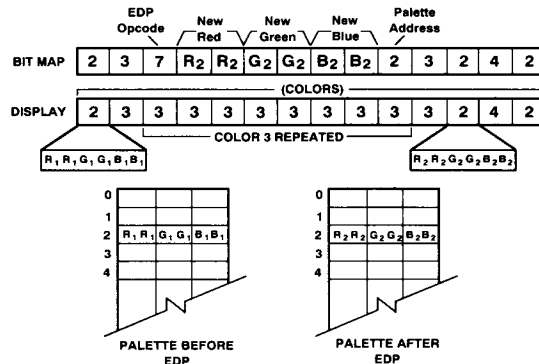 EDP Opcode New Red New Green New Blue Palette Address
BIT MAP 2 3 7 R₂ R₂ G₂ G₂ B₂ B₂ 2 3 2 4 2
(COLORS)
DISPLAY 2 3 3 3 3 3 3 3 3 3 3 2 4 2
COLOR 3 REPEATED
R₁ R₁ G₁ G₁ B₁ B₁ R₂ R₂ G₂ G₂ B₂ B₂
0 0
1 1
2 R₁ R₁ G₁ G₁ B₁ B₁ 2 R₂ R₂ G₂ G₂ B₂ B₂
3 3
4 4
PALETTE BEFORE EDP PALETTE AFTER EDP